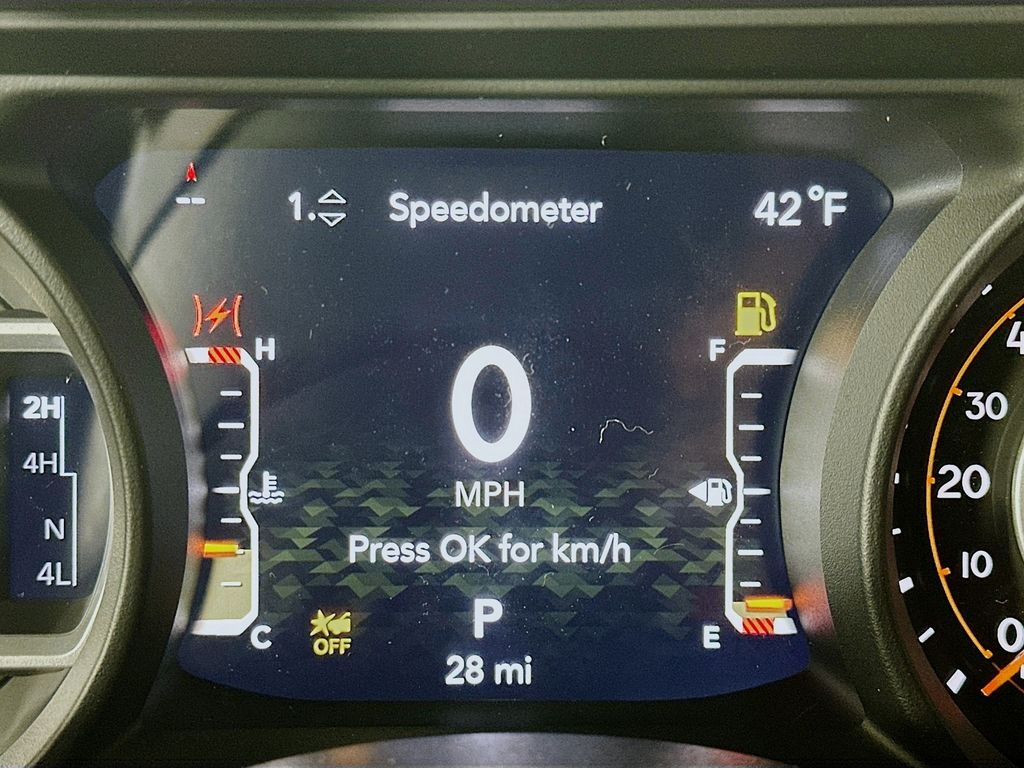 --
1. Speedometer
42°F
H
F
2H
4H
N
4L
0
MPH
Press OK for km/h
C
OFF
P
E
28 mi
4
30
20
10
0